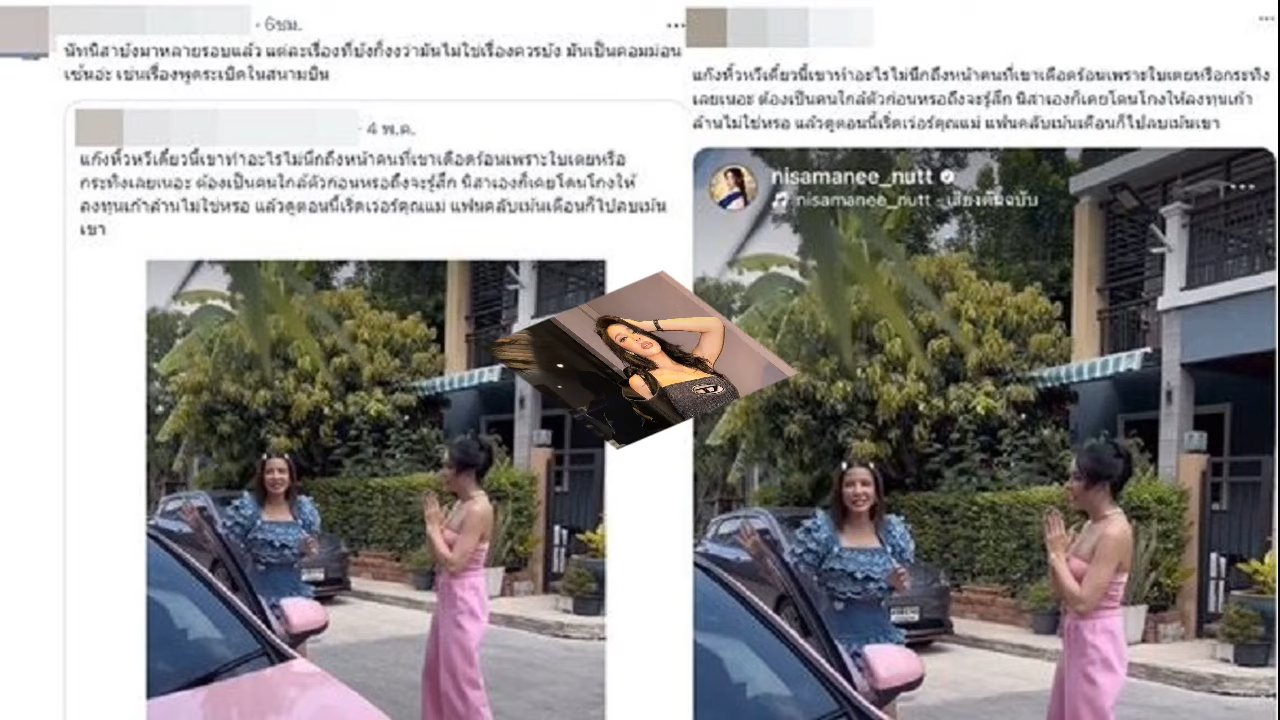 6ชม.
นัทนิสาบ้งมาหลายรอบแล้ว แต่ละเรื่องที่บ้งก็งงว่ามันไม่ใช่เรื่องควรบ้ง มันเป็นคอมม่อน
เซ้นอ่ะ เช่นเรื่องพูดระเบิดในสนามบิน
4 พ.ค.
แก๊งหิ้วหวีเดี๋ยวนี้เขาทำอะไรไม่นึกถึงหน้าคนที่เขาเดือดร้อนเพราะใบเตยหรือ
กระทิงเลยเนอะ ต้องเป็นคนใกล้ตัวก่อนหรอถึงจะรู้สึก นิสาเองก็เคยโดนโกงให้
ลงทุนเก้าล้านไม่ใช่หรอ แล้วดูตอนนี้เริ่ดเว่อร์คุณแม่ แฟนคลับเม้นเตือนก็ไปลบเม้น
เขา
แก๊งหิ้วหวีเดี๋ยวนี้เขาทำอะไรไม่นึกถึงหน้าคนที่เขาเดือดร้อนเพราะใบเตยหรือกระทิง
เลยเนอะ ต้องเป็นคนใกล้ตัวก่อนหรอถึงจะรู้สึก นิสาเองก็เคยโดนโกงให้ลงทุนเก้า
ล้านไม่ใช่หรอ แล้วดูตอนนี้เริ่ดเว่อร์คุณแม่ แฟนคลับเม้นเตือนก็ไปลบเม้นเขา
nisamanee_nutt
nisamanee_nutt - เสียงต้นฉบับ